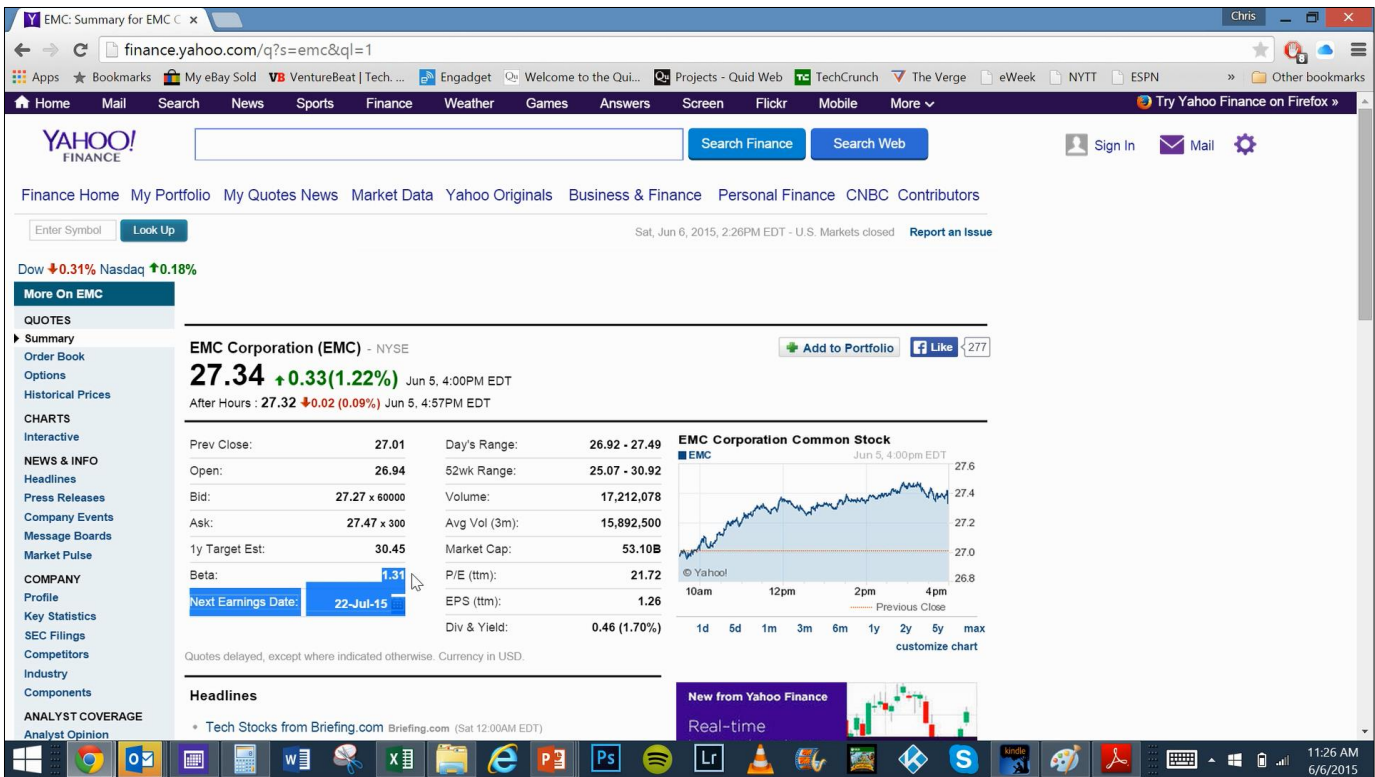 EMC: Summary for EMC C
Chris
finance.yahoo.com/q?s=emc&ql=1
Apps Bookmarks My eBay Sold VB VentureBeat | Tech. ... Engadget Qu Welcome to the Qui... Qu Projects - Quid Web TC TechCrunch The Verge eWeek NYTT ESPN » Other bookmarks
Home Mail Search News Sports Finance Weather Games Answers Screen Flickr Mobile More Try Yahoo Finance on Firefox »
YAHOO!
FINANCE
Search Finance Search Web Sign In Mail
Finance Home My Portfolio My Quotes News Market Data Yahoo Originals Business & Finance Personal Finance CNBC Contributors
Enter Symbol Look Up Sat, Jun 6, 2015, 2:26PM EDT - U.S. Markets closed Report an Issue
Dow 0.31% Nasdaq 0.18%
More On EMC
QUOTES
Summary
Order Book
Options
Historical Prices
CHARTS
Interactive
NEWS & INFO
Headlines
Press Releases
Company Events
Message Boards
Market Pulse
COMPANY
Profile
Key Statistics
SEC Filings
Competitors
Industry
Components
ANALYST COVERAGE
Analyst Opinion
EMC Corporation (EMC) - NYSE
Add to Portfolio Like 277
27.34 0.33(1.22%) Jun 5, 4:00PM EDT
After Hours : 27.32 0.02 (0.09%) Jun 5, 4:57PM EDT
Prev Close: 27.01
Open: 26.94
Bid: 27.27 x 60000
Ask: 27.47 x 300
1y Target Est: 30.45
Beta: 1.31
Next Earnings Date: 22-Jul-15
Day's Range: 26.92 - 27.49
52wk Range: 25.07 - 30.92
Volume: 17,212,078
Avg Vol (3m): 15,892,500
Market Cap: 53.10B
P/E (ttm): 21.72
EPS (ttm): 1.26
Div & Yield: 0.46 (1.70%)
EMC Corporation Common Stock
EMC Jun 5, 4:00pm EDT
27.6
27.4
27.2
27.0
26.8
© Yahoo!
10am 12pm 2pm 4pm
Previous Close
1d 5d 1m 3m 6m 1y 2y 5y max
customize chart
Quotes delayed, except where indicated otherwise. Currency in USD.
Headlines
Tech Stocks from Briefing.com Briefing.com (Sat 12:00AM EDT)
New from Yahoo Finance
Real-time
Ps Lr kindle
11:26 AM
6/6/2015